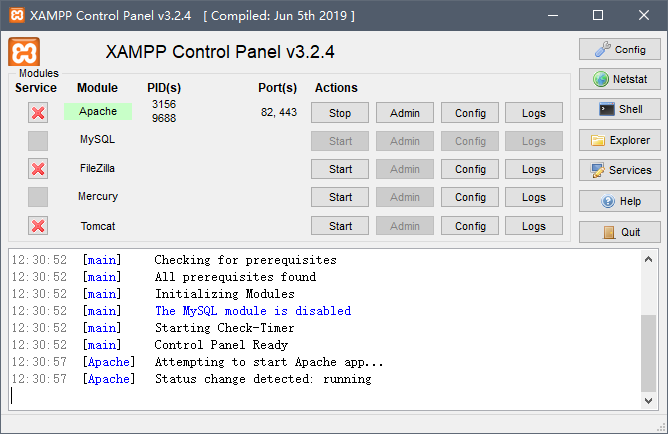 XAMPP Control Panel v3.2.4 [ Compiled: Jun 5th 2019 ]
XAMPP Control Panel v3.2.4
Config
Modules
Service Module PID(s) Port(s) Actions
Netstat
Apache 3156 82, 443 Stop Admin Config Logs
9688
Shell
MySQL Start Admin Config Logs
Explorer
FileZilla Start Admin Config Logs
Services
Mercury Start Admin Config Logs
Help
Tomcat Start Admin Config Logs
Quit
12:30:52 [main] Checking for prerequisites
12:30:52 [main] All prerequisites found
12:30:52 [main] Initializing Modules
12:30:52 [main] The MySQL module is disabled
12:30:52 [main] Starting Check-Timer
12:30:52 [main] Control Panel Ready
12:30:57 [Apache] Attempting to start Apache app...
12:30:57 [Apache] Status change detected: running